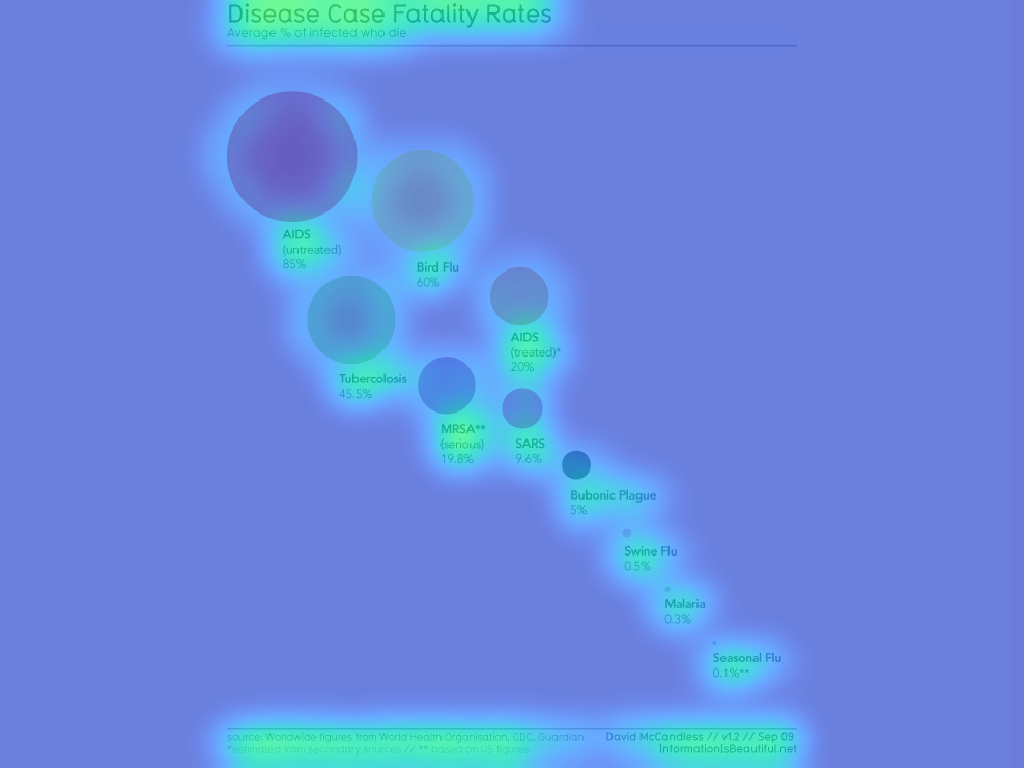 Disease Case Fatality Rates
Average % of infected who die
AIDS
(untreated)
85%
Bird Flu
60%
AIDS
(treated)*
20%
Tubercolosis
45.5%
MRSA**
(serious)
19.8%
SARS
9.6%
Bubonic Plague
5%
Swine Flu
0.5%
Malaria
0.3%
Seasonal Flu
0.1%**
source: Worldwide figures from World Health Organisation, CDC, Guardian
*estimated from secondary sources // ** based on US figures
David McCandless // v1.2 // Sep 09
InformationIsBeautiful.net